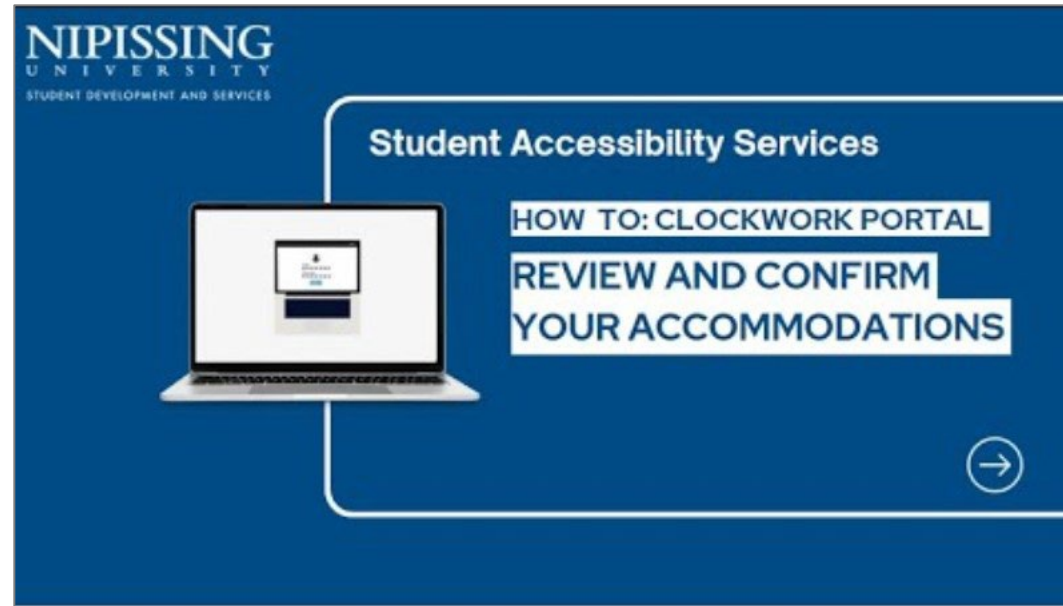 NIPISSING
UNIVERSITY
STUDENT DEVELOPMENT AND SERVICES
Student Accessibility Services
HOW TO: CLOCKWORK PORTAL
REVIEW AND CONFIRM
YOUR ACCOMMODATIONS